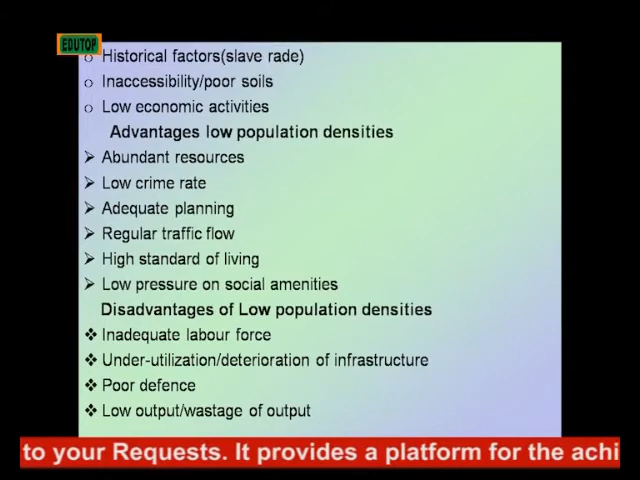 EDUTOP
o Historical factors(slave rade)
o Inaccessibility/poor soils
o Low economic activities
Advantages low population densities
➢ Abundant resources
➢ Low crime rate
➢ Adequate planning
➢ Regular traffic flow
➢ High standard of living
➢ Low pressure on social amenities
Disadvantages of Low population densities
❖ Inadequate labour force
❖ Under-utilization/deterioration of infrastructure
❖ Poor defence
❖ Low output/wastage of output
to your Requests. It provides a platform for the achi